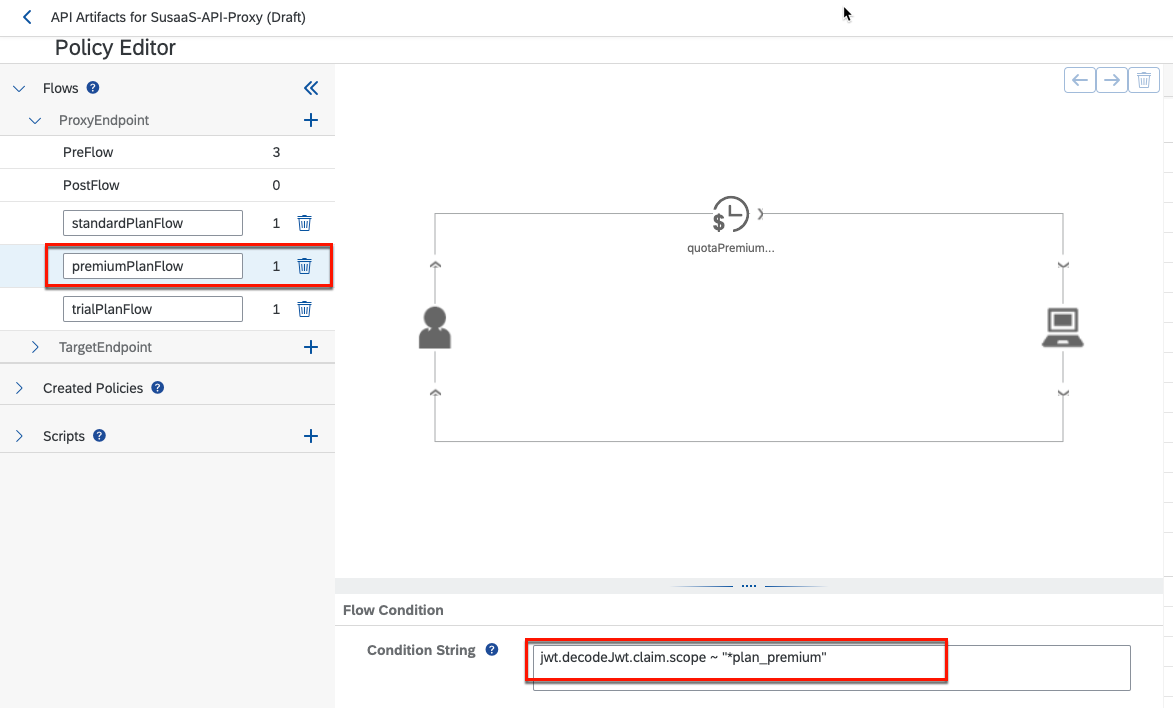 API Artifacts for SusaaS-API-Proxy (Draft)
Policy Editor
Flows ?
ProxyEndpoint
PreFlow 3
PostFlow 0
standardPlanFlow 1
premiumPlanFlow 1
trialPlanFlow 1
TargetEndpoint
Created Policies ?
Scripts ?
$
quotaPremium...
Flow Condition
Condition String ?
jwt.decodeJwt.claim.scope ~ "*plan_premium"